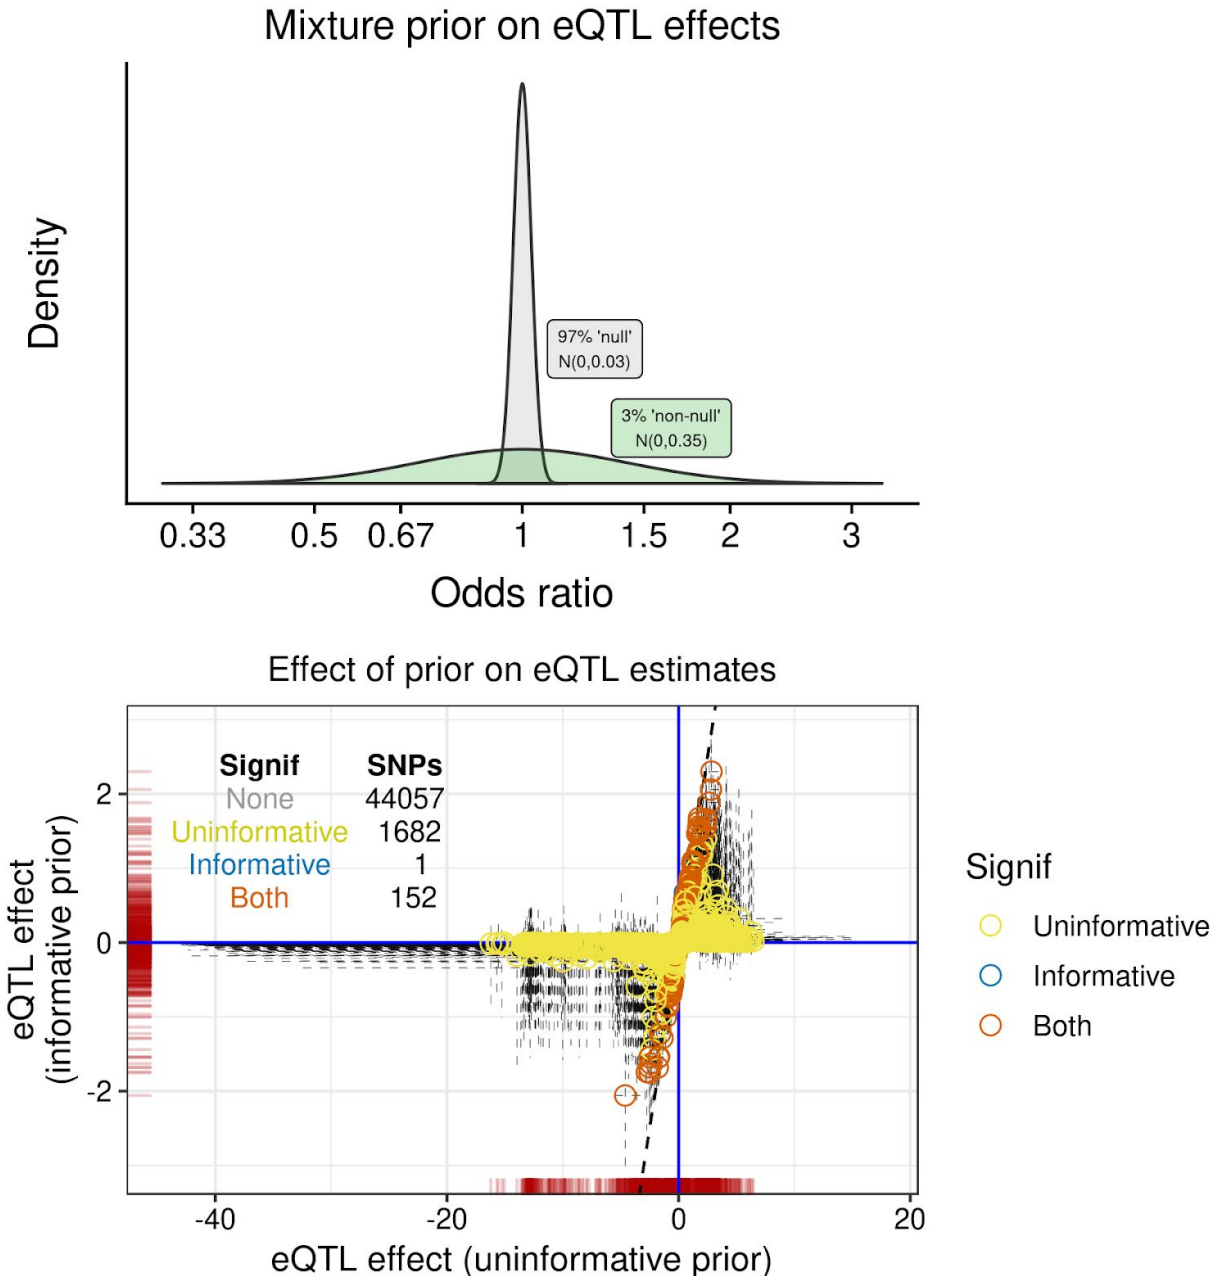 Mixture prior on eQTL effects
Density
97% 'null'
N(0,0.03)
3% 'non-null'
N(0,0.35)
0.33 0.5 0.67 1 1.5 2 3
Odds ratio
Effect of prior on eQTL estimates
eQTL effect
(informative prior)
2
0
-2
Signif SNPs
None 44057
Uninformative 1682
Informative 1
Both 152
-40 -20 0 20
eQTL effect (uninformative prior)
Signif
Uninformative
Informative
Both